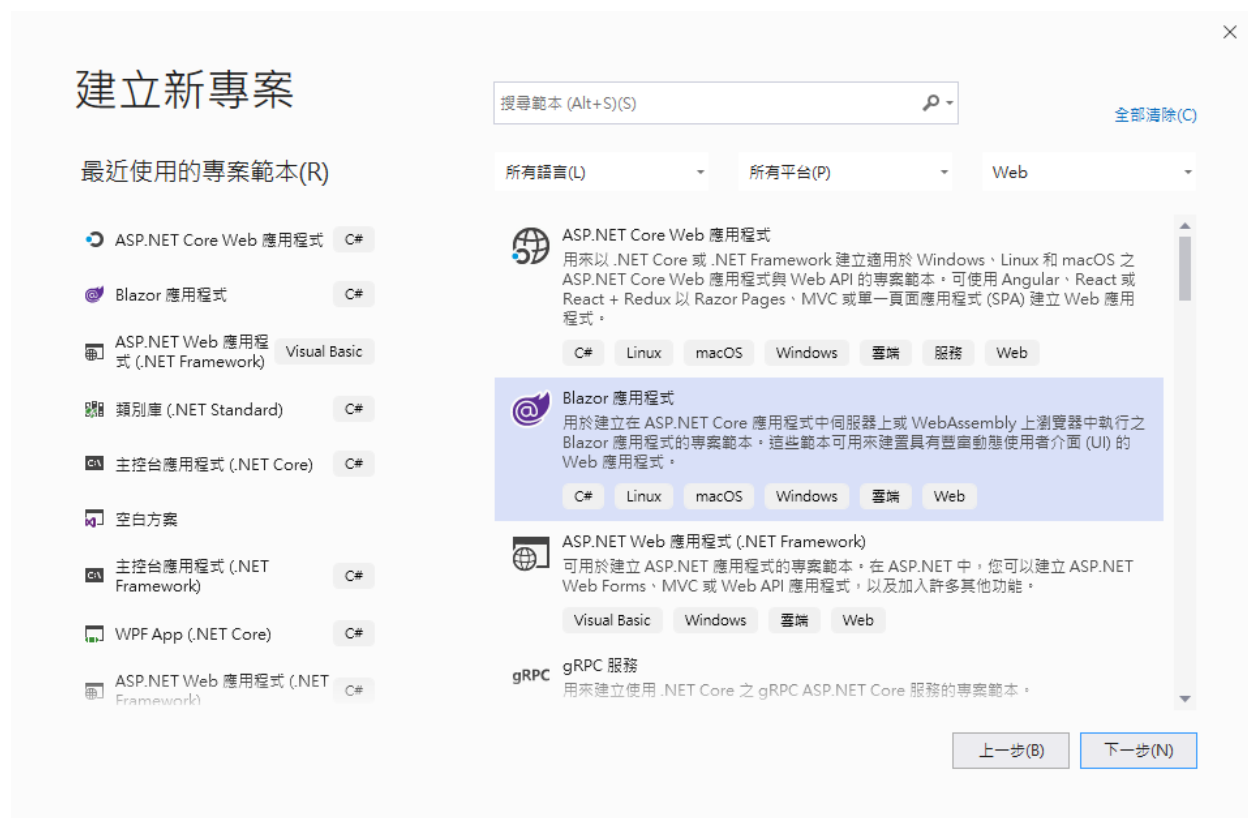 建立新專案
最近使用的專案範本(R)
ASP.NET Core Web 應用程式 C#
Blazor 應用程式 C#
ASP.NET Web 應用程
式 (.NET Framework) Visual Basic
類別庫 (.NET Standard) C#
主控台應用程式 (.NET Core) C#
空白方案
主控台應用程式 (.NET
Framework) C#
WPF App (.NET Core) C#
ASP.NET Web 應用程式 (.NET
Framework) C#
搜尋範本 (Alt+S)(S)
全部清除(C)
所有語言(L) 所有平台(P) Web
ASP.NET Core Web 應用程式
用來以 .NET Core 或 .NET Framework 建立適用於 Windows、Linux 和 macOS 之
ASP.NET Core Web 應用程式與 Web API 的專案範本。可使用 Angular、React 或
React + Redux 以 Razor Pages、MVC 或單一頁面應用程式 (SPA) 建立 Web 應用
程式。
C# Linux macOS Windows 雲端 服務 Web
Blazor 應用程式
用於建立在 ASP.NET Core 應用程式中伺服器上或 WebAssembly 上瀏覽器中執行之
Blazor 應用程式的專案範本。這些範本可用來建置具有豐富動態使用者介面 (UI) 的
Web 應用程式。
C# Linux macOS Windows 雲端 Web
ASP.NET Web 應用程式 (.NET Framework)
可用於建立 ASP.NET 應用程式的專案範本。在 ASP.NET 中，您可以建立 ASP.NET
Web Forms、MVC 或 Web API 應用程式，以及加入許多其他功能。
Visual Basic Windows 雲端 Web
gRPC gRPC 服務
用來建立使用 .NET Core 之 gRPC ASP.NET Core 服務的專案範本。
上一步(B) 下一步(N)